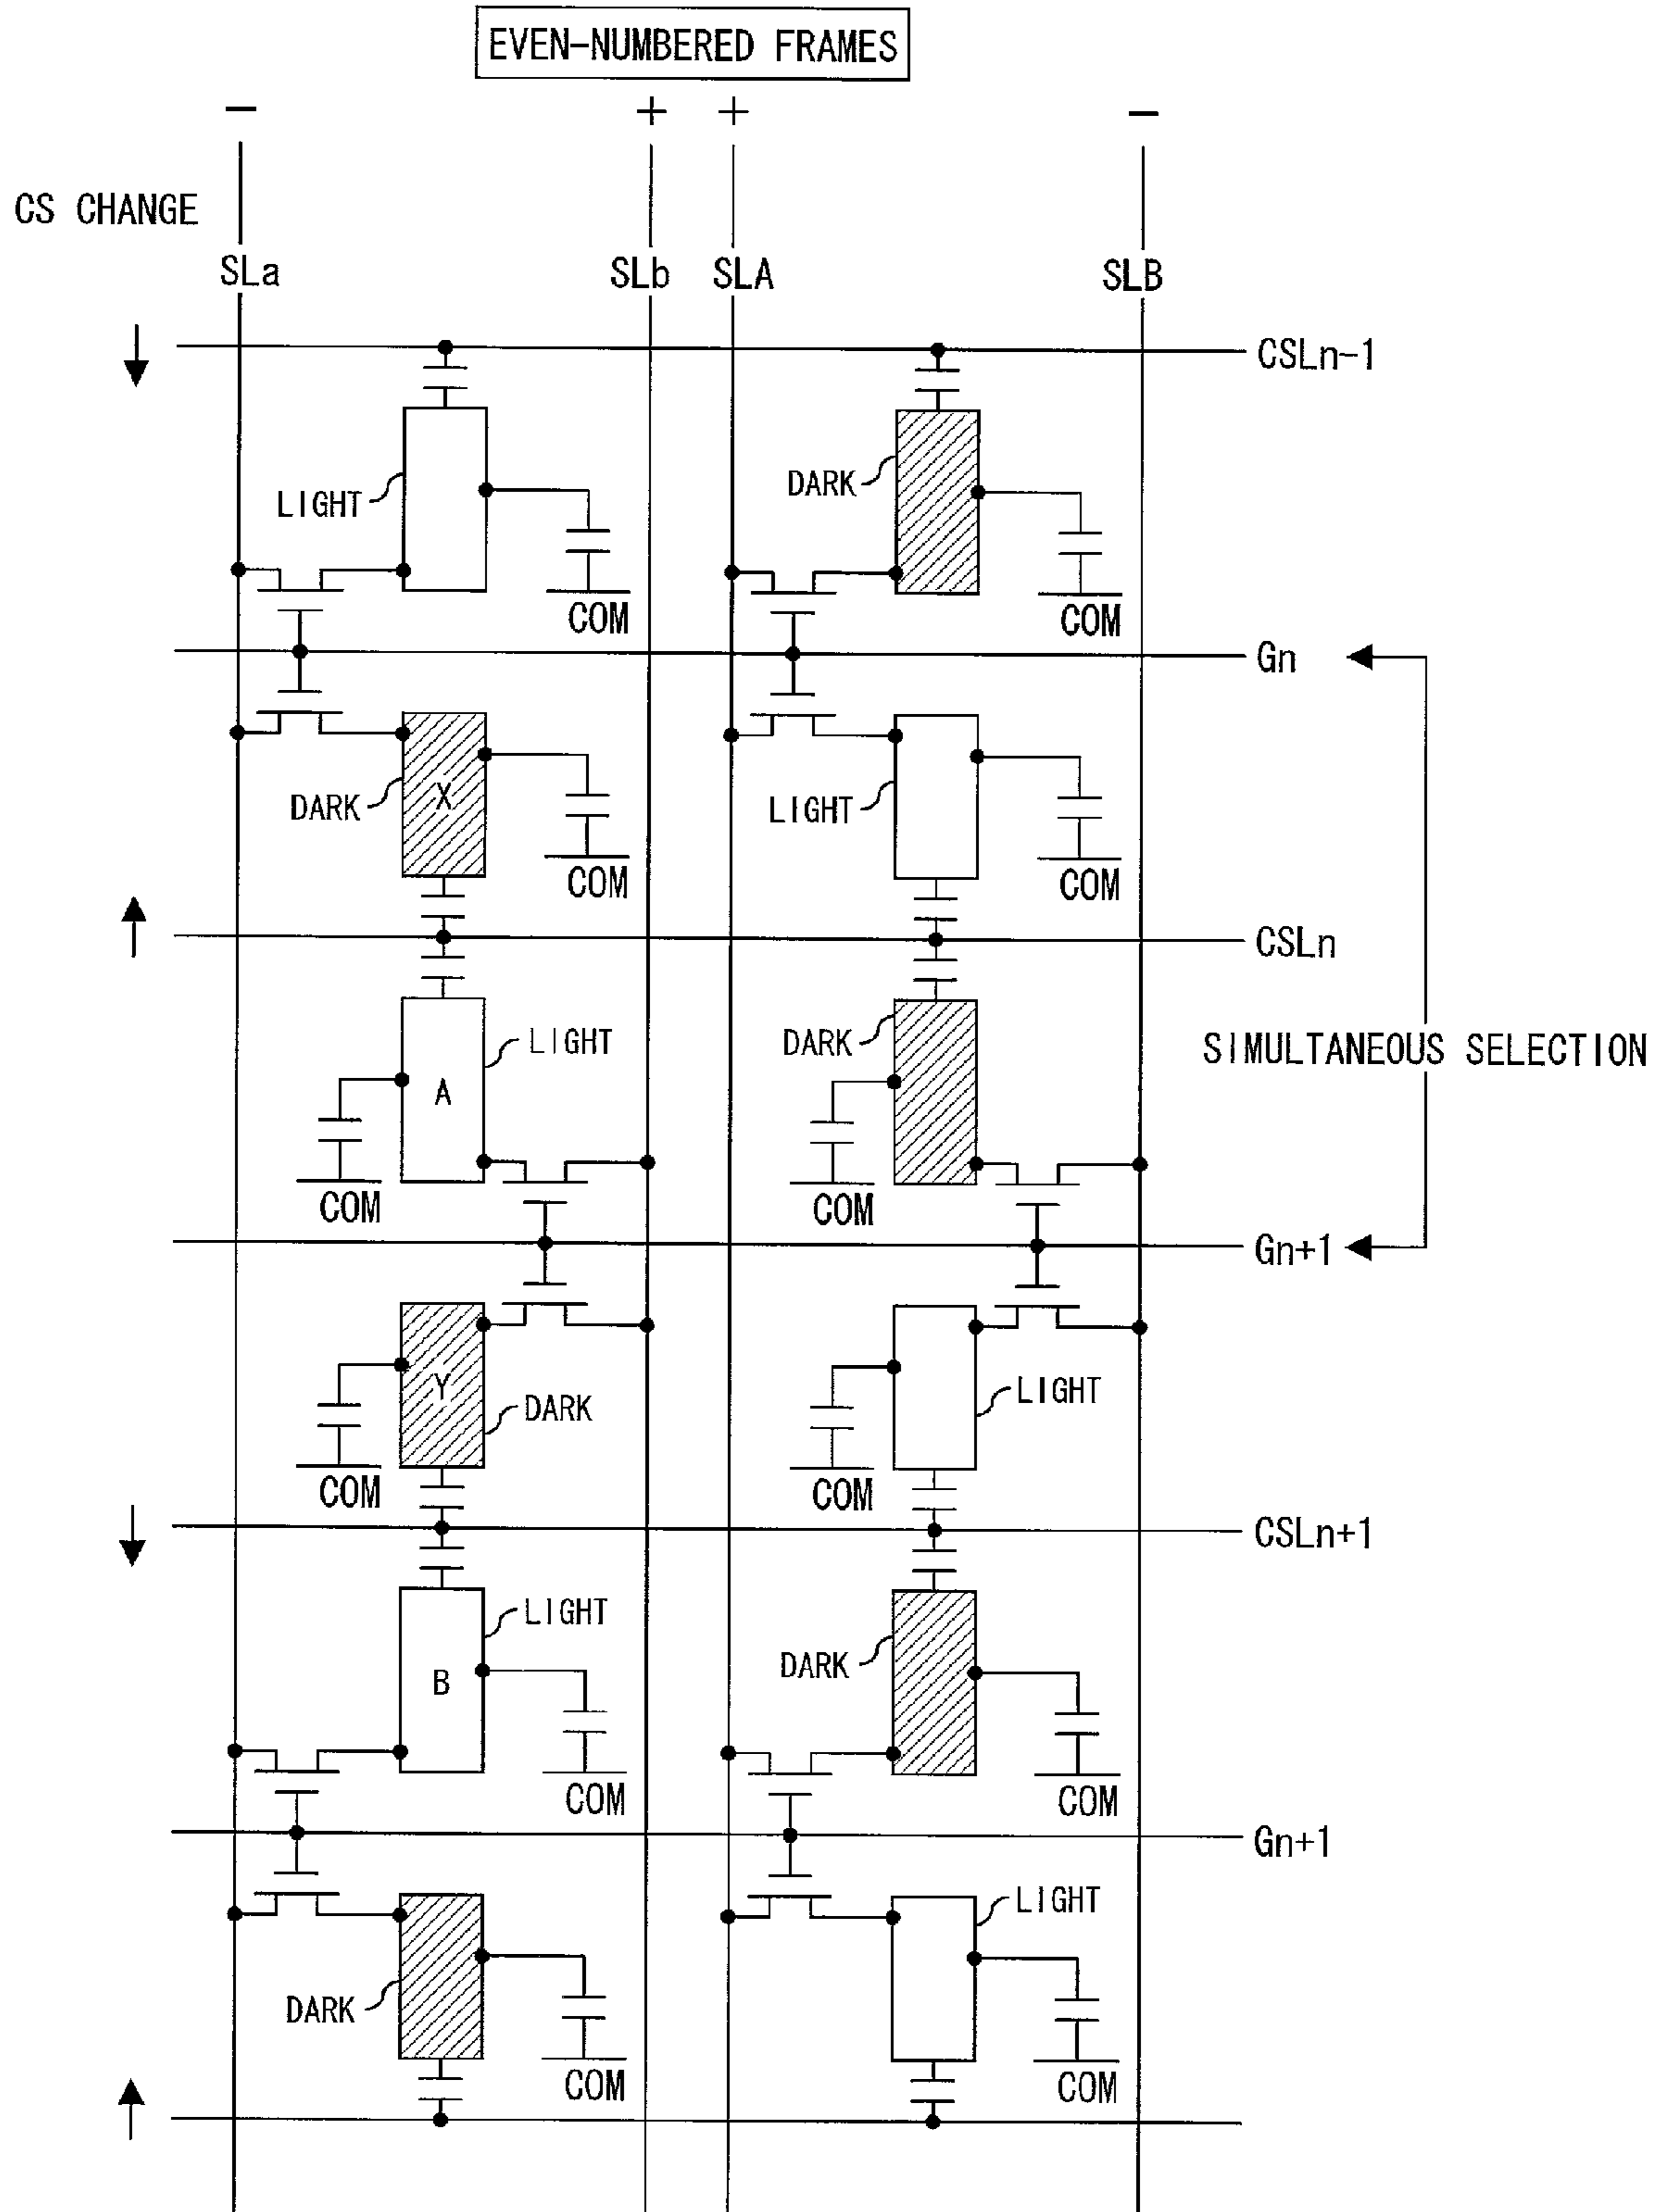 EVEN-NUMBERED FRAMES
− + + −
CS CHANGE
SLa SLb SLA SLB
CSLn-1
DARK
LIGHT
COM COM
Gn
DARK X LIGHT
COM COM
CSLn
LIGHT DARK
SIMULTANEOUS SELECTION
A
COM COM
Gn+1
Y LIGHT
DARK
COM COM
CSLn+1
LIGHT
DARK
B
COM COM
Gn+1
LIGHT
DARK
COM COM